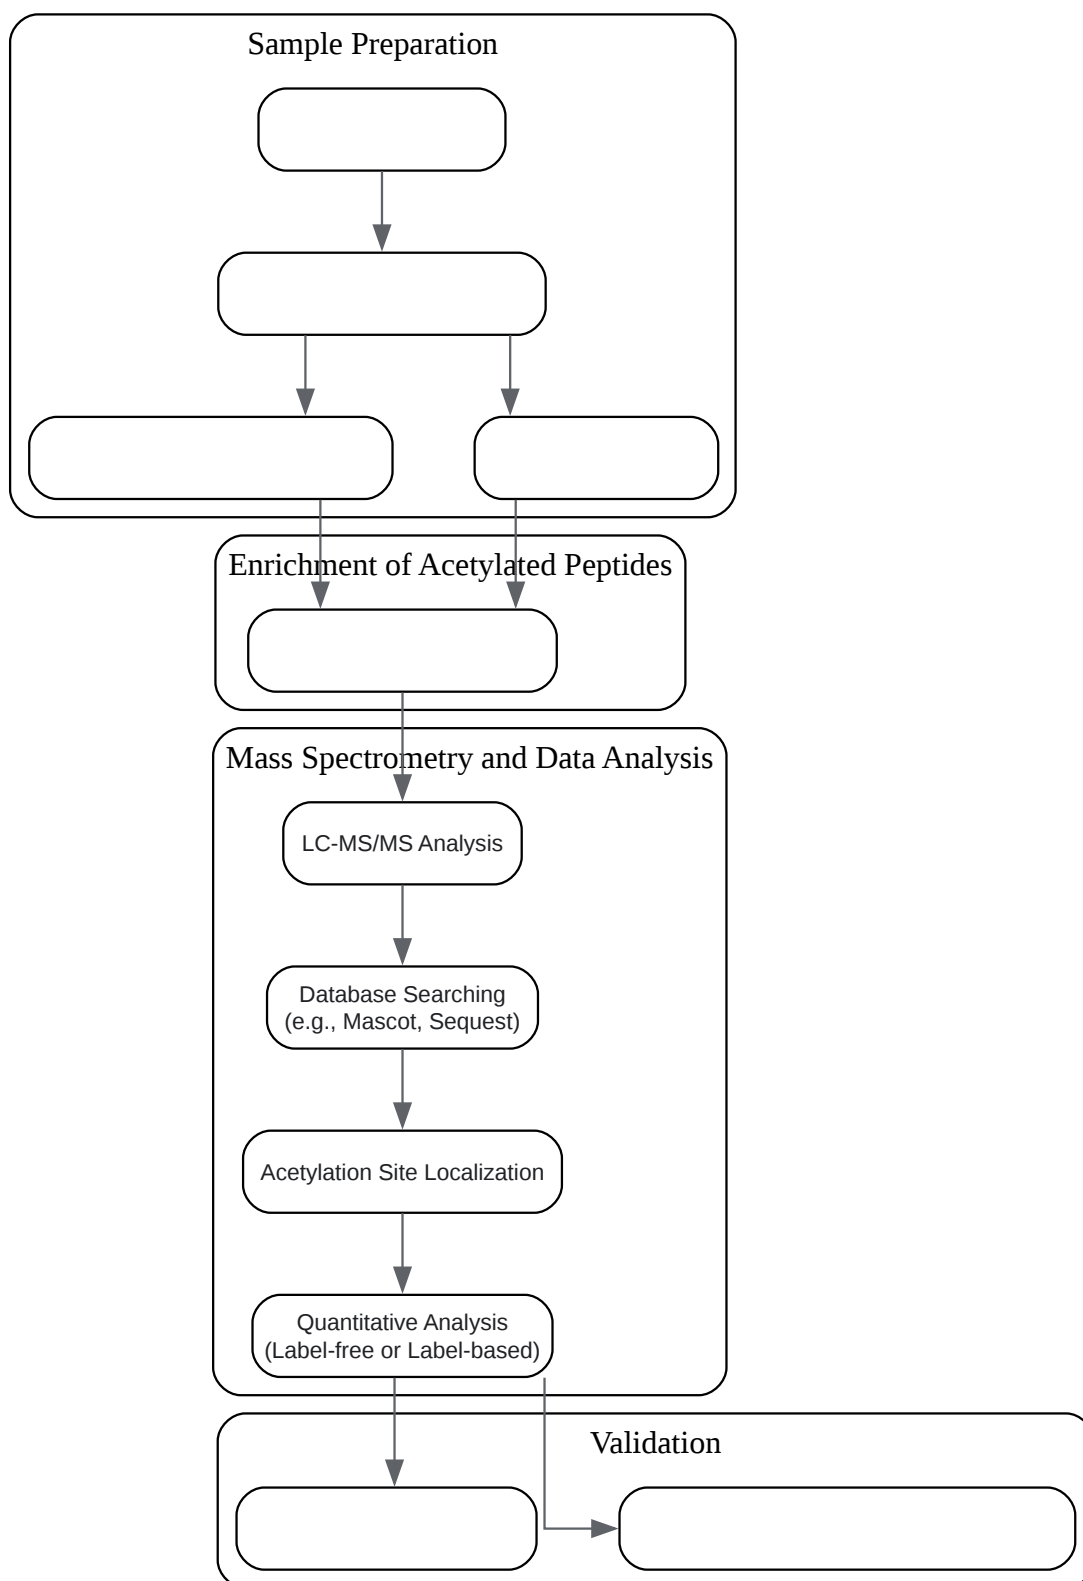 Sample Preparation
Enrichment of Acetylated Peptides
Mass Spectrometry and Data Analysis
LC-MS/MS Analysis
Database Searching
(e.g., Mascot, Sequest)
Acetylation Site Localization
Quantitative Analysis
(Label-free or Label-based)
Validation